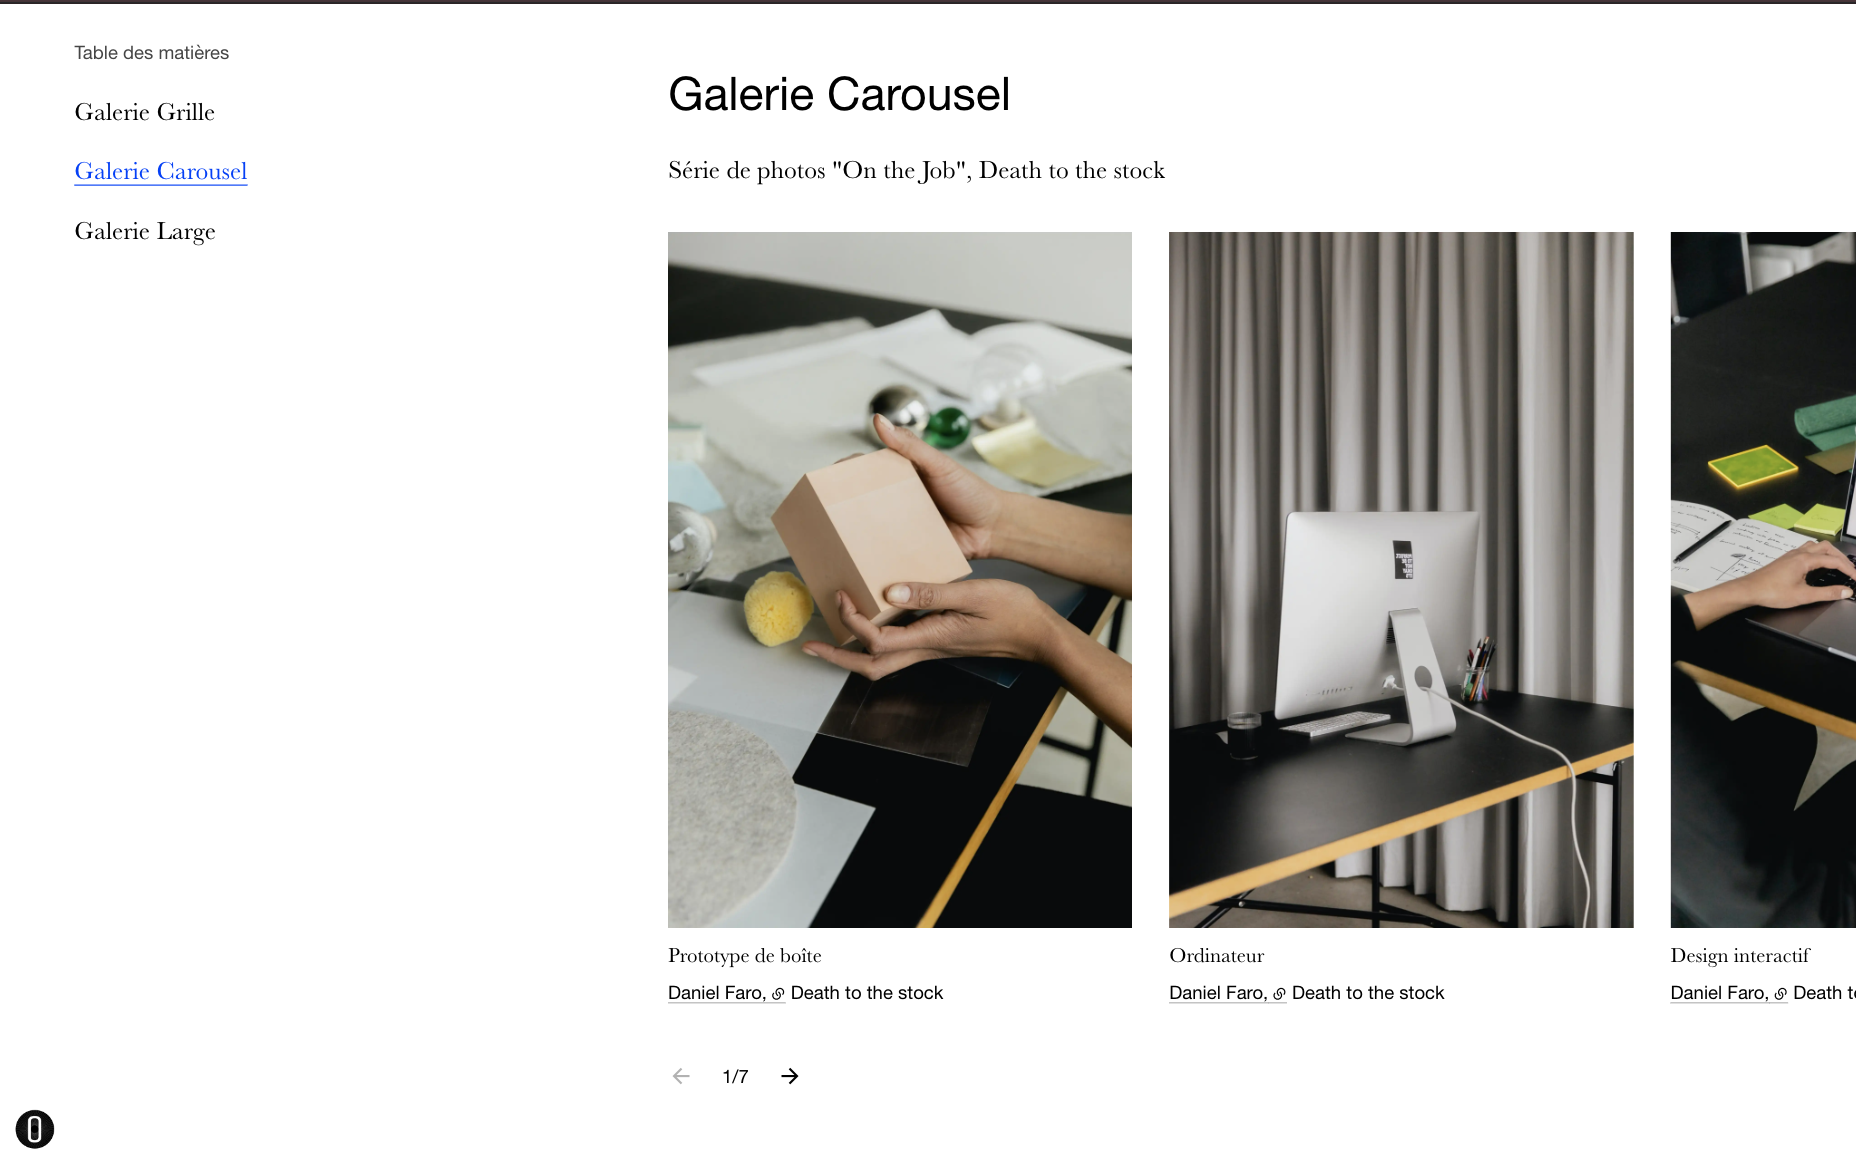 Table des matières
Galerie Grille
Galerie Carousel
Galerie Large
Galerie Carousel
Série de photos "On the Job", Death to the stock
Prototype de boîte
Daniel Faro, Death to the stock
Ordinateur
Daniel Faro, Death to the stock
Design interactif
Daniel Faro, Death
1/7